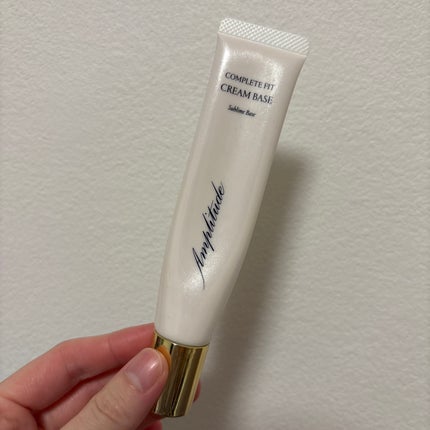 COMPLETE FIT
CREAM BASE
Sublime Base
Amplitude